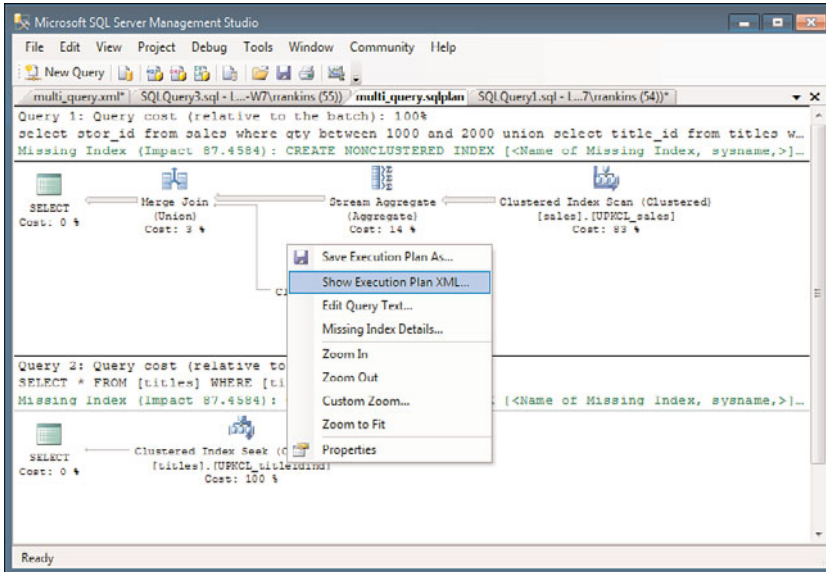 Microsoft SQL Server Management Studio
File Edit View Project Debug Tools Window Community Help
New Query
multi_query.xml* SQLQuery3.sql - L...-W7\rrankins (55)) multi_query.sqlplan SQLQuery1.sql - L...7\rrankins (54))*
Query 1: Query cost (relative to the batch): 100%
select stor_id from sales where qty between 1000 and 2000 union select title_id from titles w…
Missing Index (Impact 87.4584): CREATE NONCLUSTERED INDEX [<Name of Missing Index, sysname,>]…
SELECT
Cost: 0 %
Merge Join
(Union)
Cost: 3 %
Stream Aggregate
(Aggregate)
Cost: 14 %
Clustered Index Scan (Clustered)
[sales].[UPKCL_sales]
Cost: 83 %
Cl
Save Execution Plan As...
Show Execution Plan XML...
Edit Query Text...
Missing Index Details...
Zoom In
Zoom Out
Custom Zoom...
Zoom to Fit
Properties
Query 2: Query cost (relative to
SELECT * FROM [titles] WHERE [ti
Missing Index (Impact 87.4584): [<Name of Missing Index, sysname,>]…
SELECT
Cost: 0 %
Clustered Index Seek (C
[titles].[UPKCL_titleidind]
Cost: 100 %
Ready